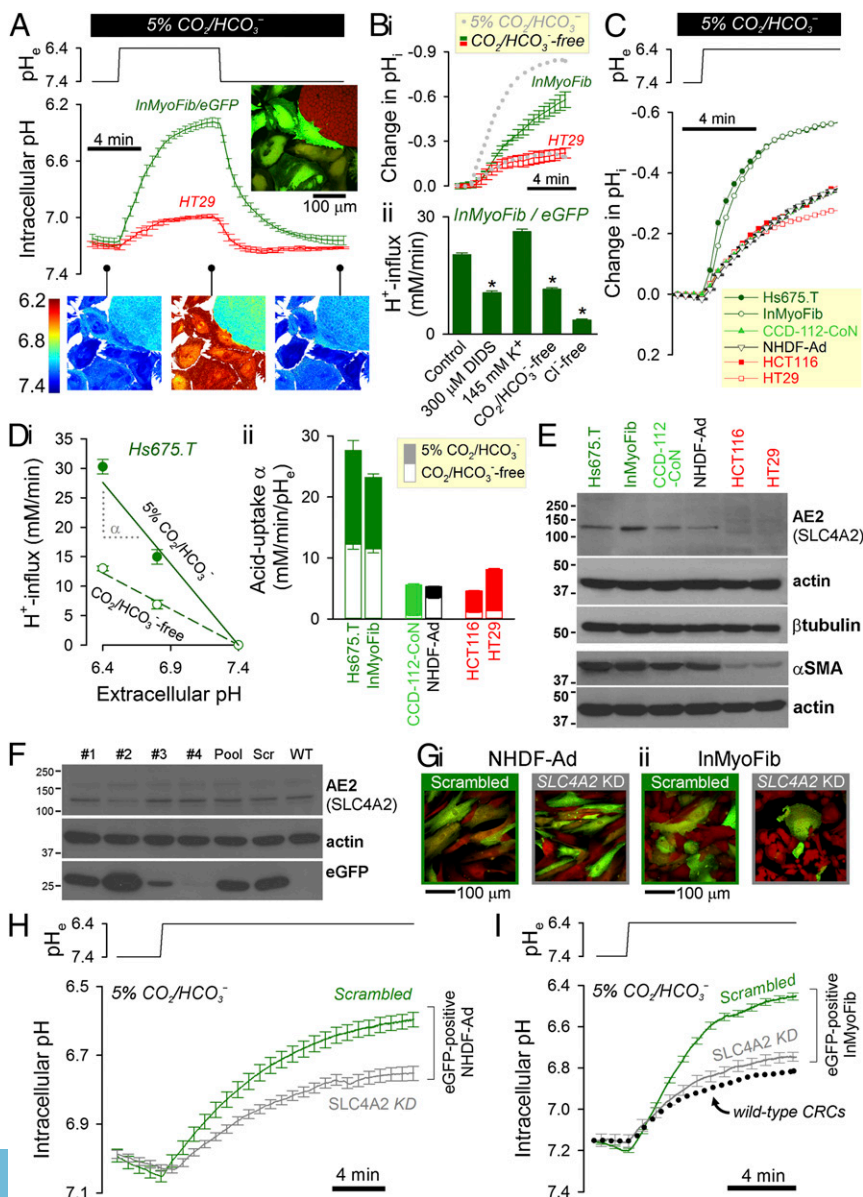 A
5% CO₂/HCO₃⁻
pHₑ
6.4
7.4
Intracellular pH
6.2
6.6
7.0
7.4
InMyoFib/eGFP
4 min
HT29
100 µm
6.2
6.8
7.4
Bi
5% CO₂/HCO₃⁻
CO₂/HCO₃⁻-free
Change in pHᵢ
-0.9
-0.6
-0.3
0.0
InMyoFib
HT29
4 min
ii
InMyoFib / eGFP
H⁺-influx
(mM/min)
30
0
* * *
Control
300 µM DIDS
145 mM K⁺
CO₂/HCO₃⁻-free
Cl⁻-free
C
5% CO₂/HCO₃⁻
pHₑ
6.4
7.4
4 min
Change in pHᵢ
-0.6
-0.4
-0.2
0.0
0.2
Hs675.T
InMyoFib
CCD-112-CoN
NHDF-Ad
HCT116
HT29
Di
Hs675.T
H⁺-influx (mM/min)
35
30
25
20
15
10
5
0
α
5% CO₂/HCO₃⁻
CO₂/HCO₃⁻-free
6.4 6.9 7.4
Extracellular pH
ii
5% CO₂/HCO₃⁻
CO₂/HCO₃⁻-free
Acid-uptake α
(mM/min/pHₑ)
30
20
10
0
Hs675.T
InMyoFib
CCD-112-CoN
NHDF-Ad
HCT116
HT29
E
Hs675.T
InMyoFib
CCD-112
-CoN
NHDF-Ad
HCT116
HT29
250
150
100
AE2
(SLC4A2)
50
37
actin
50
βtubulin
37
αSMA
50
37
actin
F
#1 #2 #3 #4 Pool Scr WT
250
150
100
AE2
(SLC4A2)
37
actin
25
eGFP
Gi NHDF-Ad
Scrambled SLC4A2 KD
100 µm
ii InMyoFib
Scrambled SLC4A2 KD
100 µm
H
pHₑ
6.4
7.4
5% CO₂/HCO₃⁻
Intracellular pH
6.5
6.7
6.9
7.1
Scrambled
SLC4A2 KD
eGFP-positive
NHDF-Ad
4 min
I
pHₑ
6.4
7.4
5% CO₂/HCO₃⁻
Intracellular pH
6.4
6.6
6.8
7.0
7.2
7.4
Scrambled
SLC4A2 KD
wild-type CRCs
eGFP-positive
InMyoFib
4 min